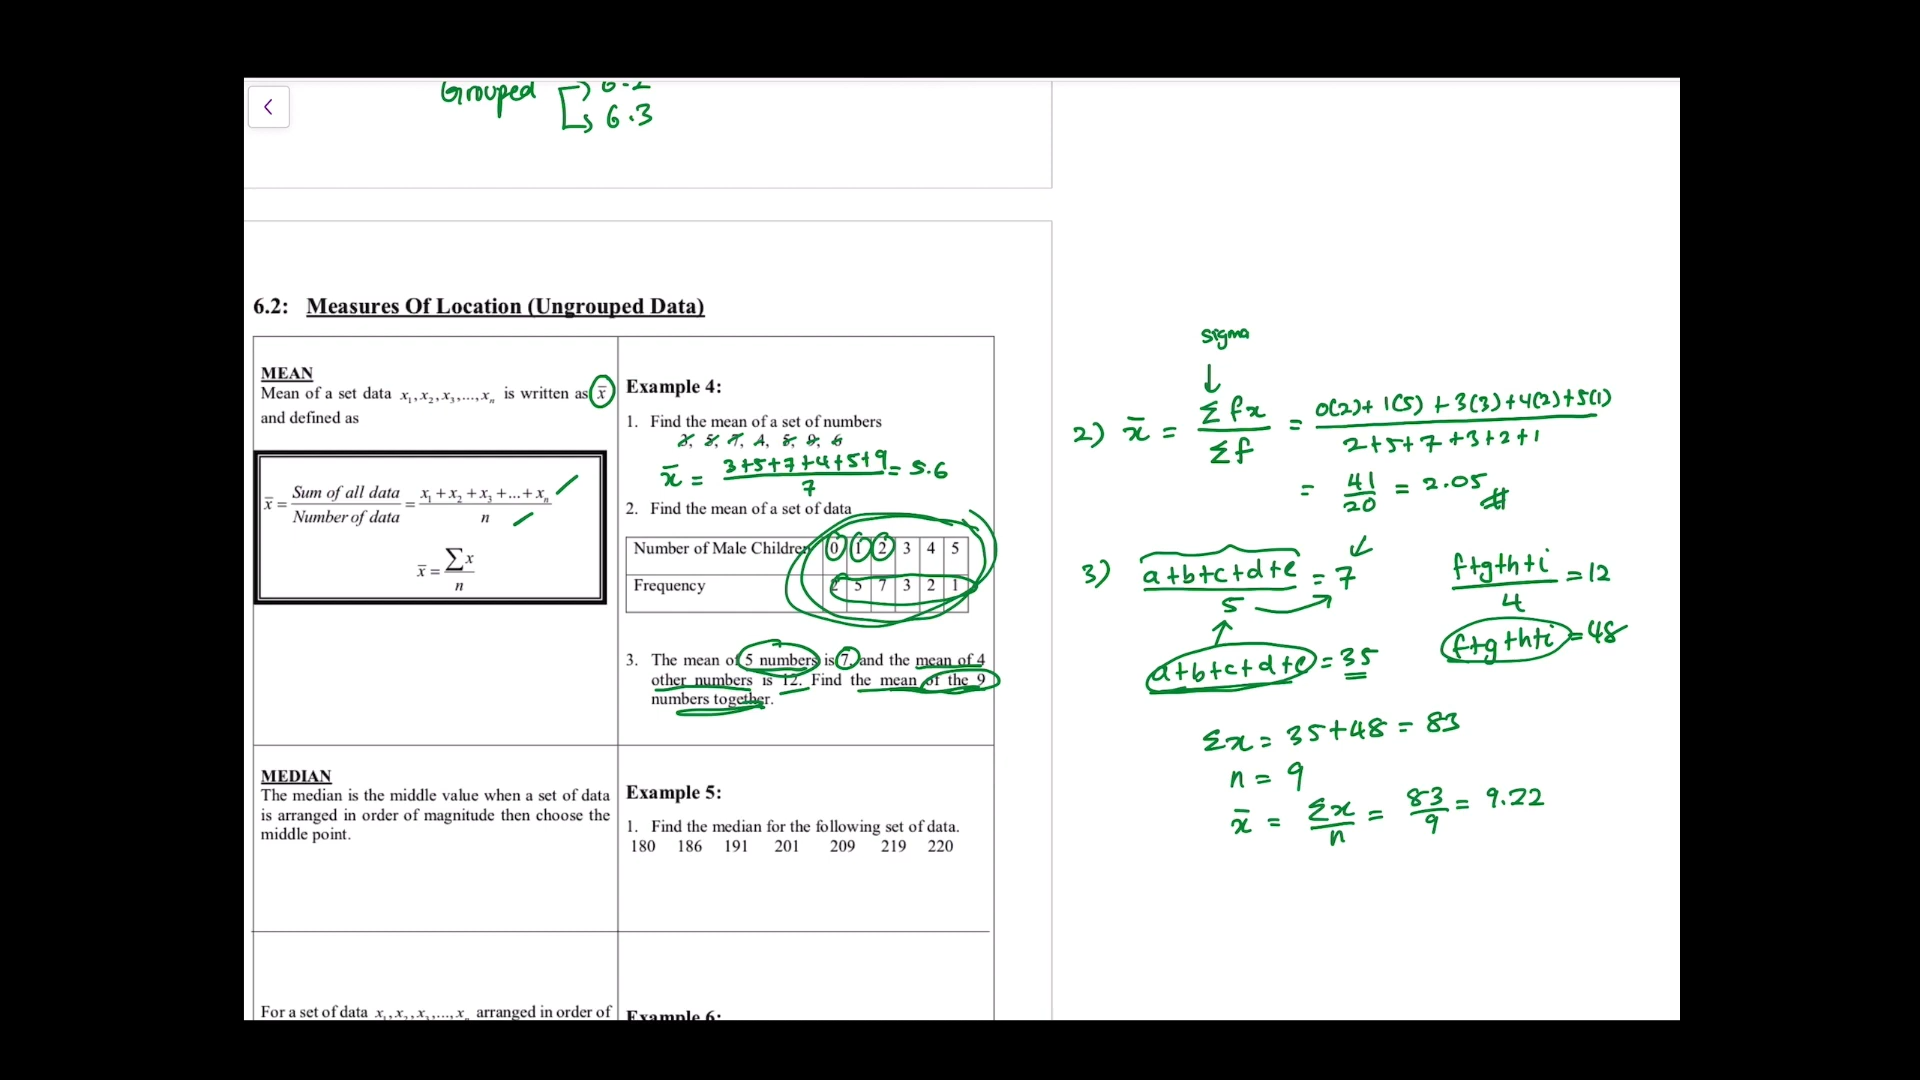 Grouped
6.3
6.2: Measures Of Location (Ungrouped Data)
MEAN
Mean of a set data x₁, x₂, x₃, ..., xₙ is written as x̄
and defined as
x̄ = Sum of all data / Number of data = x₁ + x₂ + x₃ + ... + xₙ / n
x̄ = ∑x / n
Example 4:
1. Find the mean of a set of numbers
3, 5, 7, 4, 5, 9, 6
x̄ = 3+5+7+4+5+9 / 7 = 5.6
2. Find the mean of a set of data
Number of Male Children 0 1 2 3 4 5
Frequency 2 5 7 3 2 1
3. The mean of 5 numbers is 7, and the mean of 4
other numbers is 12. Find the mean of the 9
numbers together.
MEDIAN
The median is the middle value when a set of data
is arranged in order of magnitude then choose the
middle point.
Example 5:
1. Find the median for the following set of data.
180 186 191 201 209 219 220
For a set of data x₁, x₂, x₃, ..., xₙ arranged in order of
Example 6:
sigma
2) x̄ = Σfx / Σf = 0(2)+1(5)+3(3)+4(2)+5(1) / 2+5+7+3+2+1
= 41/20 = 2.05
3) a+b+c+d+e / 5 = 7
a+b+c+d+e = 35
f+g+h+i / 4 = 12
f+g+h+i = 48
Σx = 35+48 = 83
n = 9
x̄ = Σx / n = 83 / 9 = 9.22